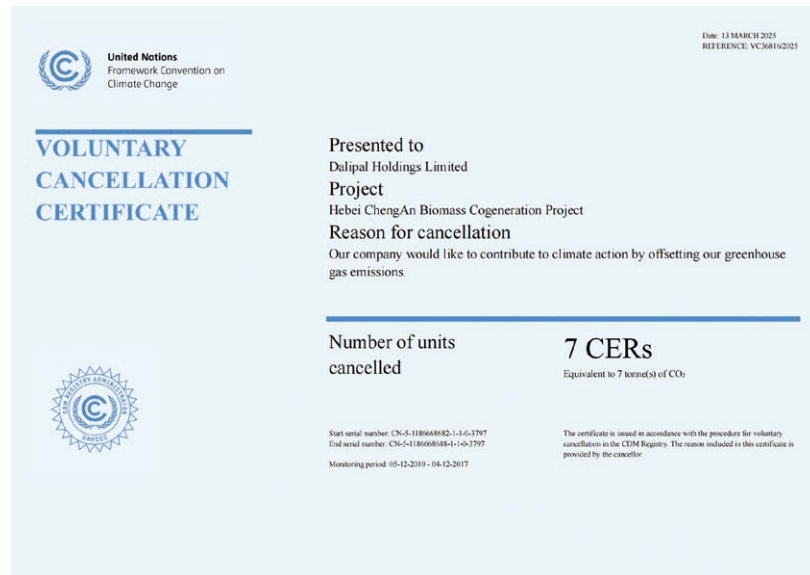 Date: 13 MARCH 2025
REFERENCE: VC36816/2025
United Nations
Framework Convention on
Climate Change
VOLUNTARY
CANCELLATION
CERTIFICATE
Presented to
Dalipal Holdings Limited
Project
Hebei ChengAn Biomass Cogeneration Project
Reason for cancellation
Our company would like to contribute to climate action by offsetting our greenhouse
gas emissions.
Number of units
cancelled
7 CERs
Equivalent to 7 tonne(s) of CO₂
Start serial number: CN-5-1186668682-1-1-0-3797
End serial number: CN-5-1186668688-1-1-0-3797
Monitoring period: 05-12-2010 - 04-12-2017
The certificate is issued in accordance with the procedure for voluntary
cancellation in the CDM Registry. The reason included in this certificate is
provided by the cancellor.
CDM REGISTRY ADMINISTRATOR
UNFCCC